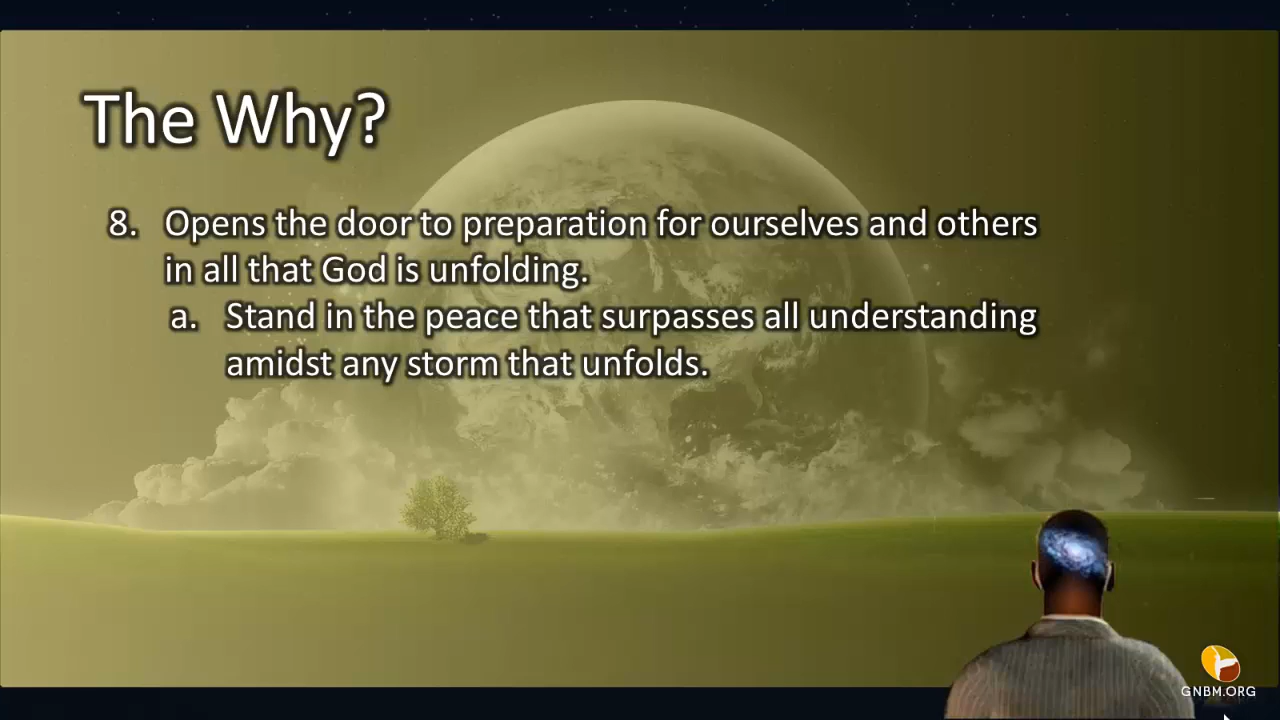 The Why?
8. Opens the door to preparation for ourselves and others
in all that God is unfolding.
a. Stand in the peace that surpasses all understanding
amidst any storm that unfolds.
GNBM.ORG